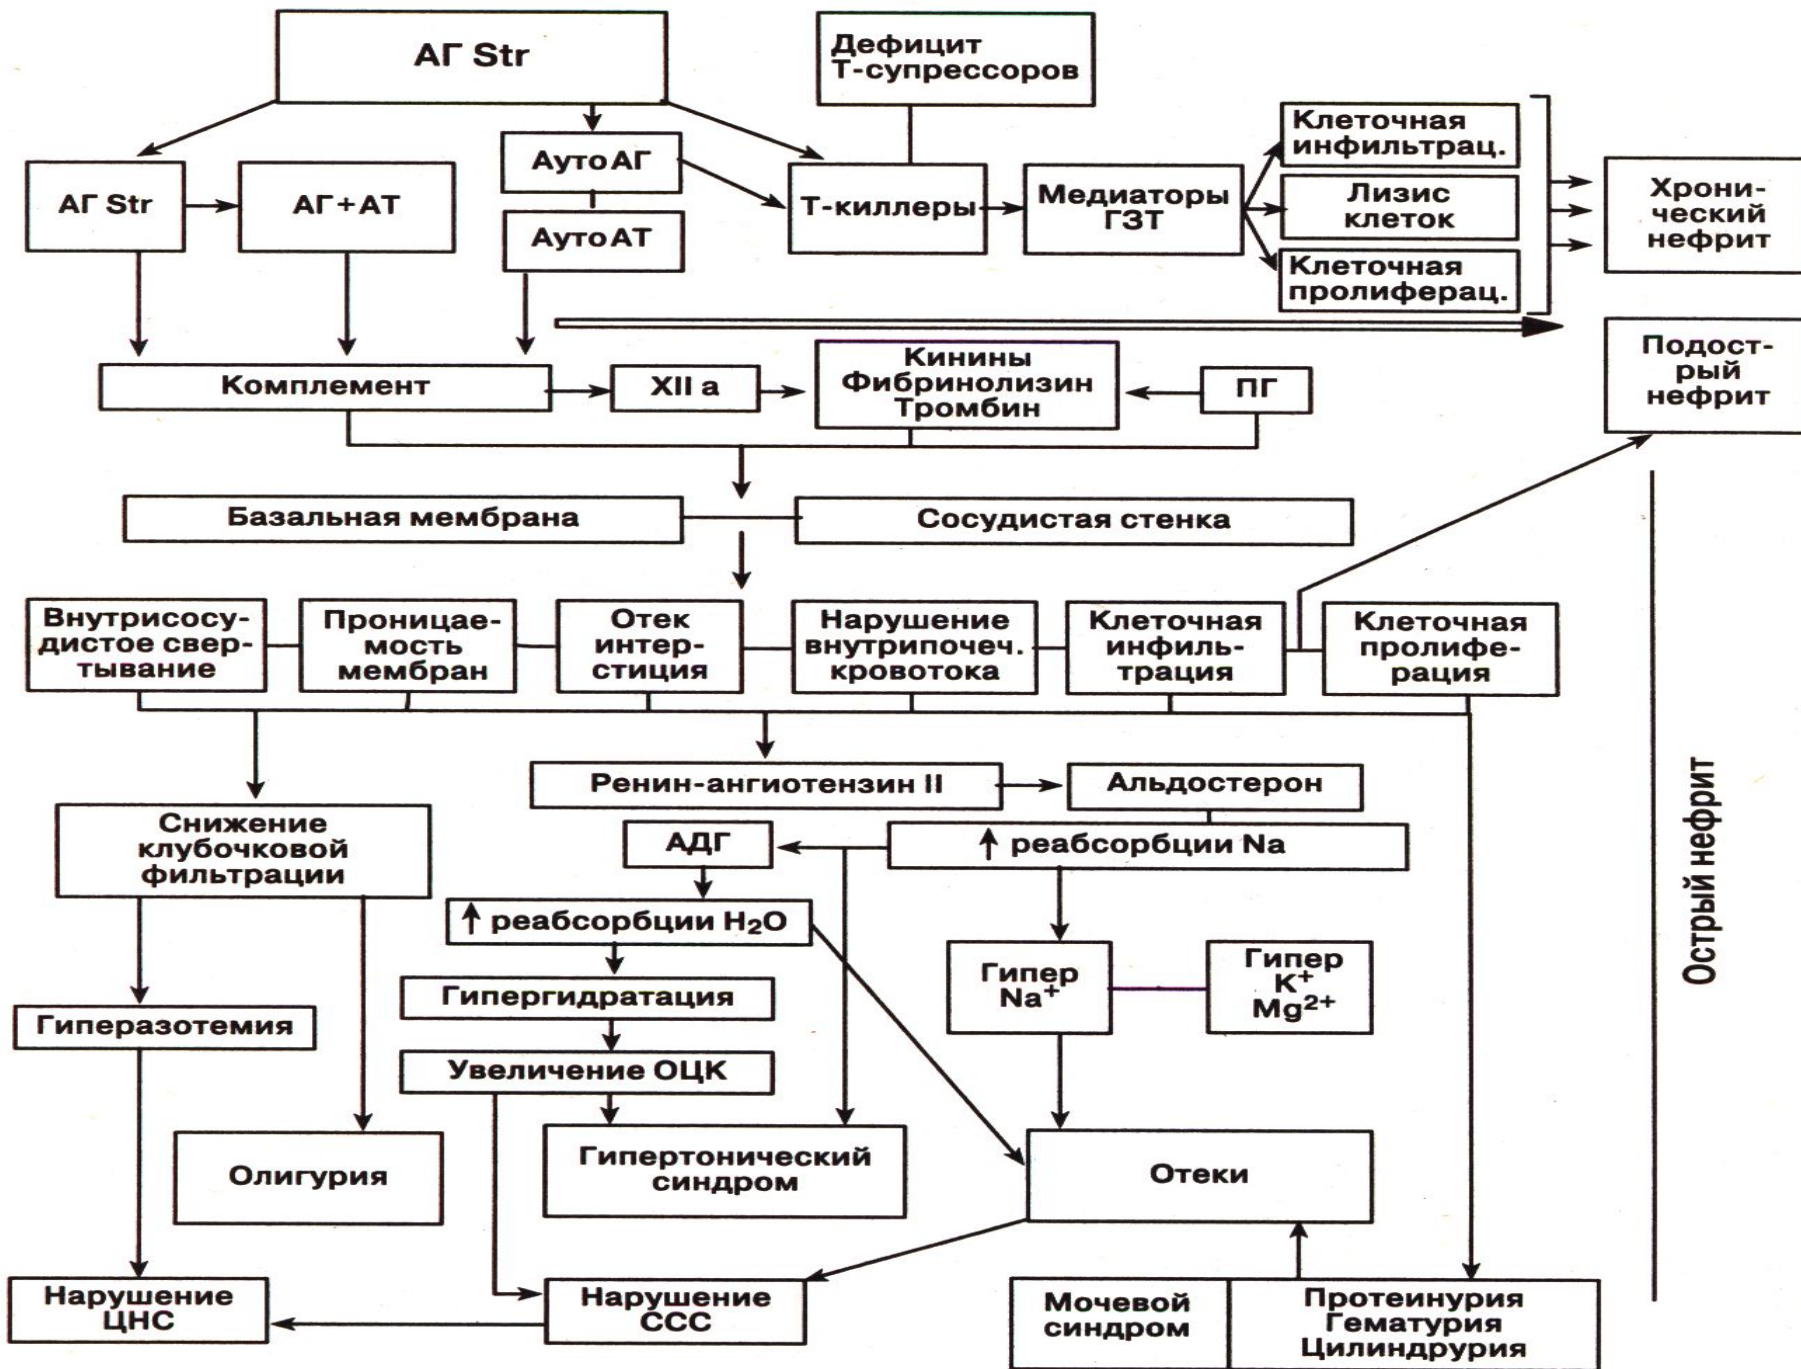 АГ Str
Дефицит
Т-супрессоров
АГ Str
АГ+АТ
Ауто АГ
Ауто АТ
Т-киллеры
Медиаторы
ГЗТ
Клеточная
инфильтрац.
Лизис
клеток
Клеточная
пролиферац.
Хрони-
ческий
нефрит
Подост-
рый
нефрит
Комплемент
XII a
Кинины
Фибринолизин
Тромбин
ПГ
Базальная мембрана
Сосудистая стенка
Внутрисосу-
дистое свер-
тывание
Проницае-
мость
мембран
Отек
интер-
стиция
Нарушение
внутрипочеч.
кровотока
Клеточная
инфиль-
трация
Клеточная
пролифе-
рация
Ренин-ангиотензин II
Альдостерон
Снижение
клубочковой
фильтрации
АДГ
↑ реабсорбции Na
↑ реабсорбции H₂O
Гипергидратация
Гипер
Na⁺
Гипер
K⁺
Mg²⁺
Гиперазотемия
Увеличение ОЦК
Олигурия
Гипертонический
синдром
Отеки
Нарушение
ЦНС
Нарушение
ССС
Мочевой
синдром
Протеинурия
Гематурия
Цилиндрурия
Острый нефрит